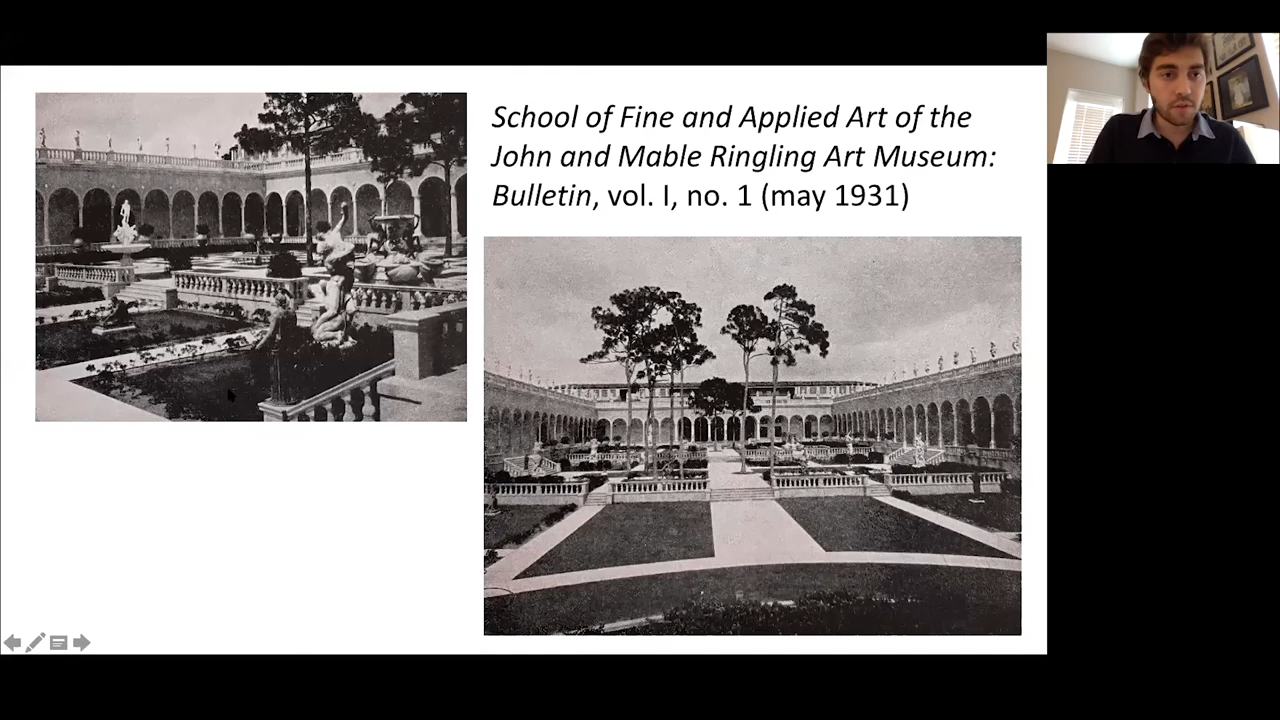 School of Fine and Applied Art of the
John and Mable Ringling Art Museum:
Bulletin, vol. I, no. 1 (may 1931)